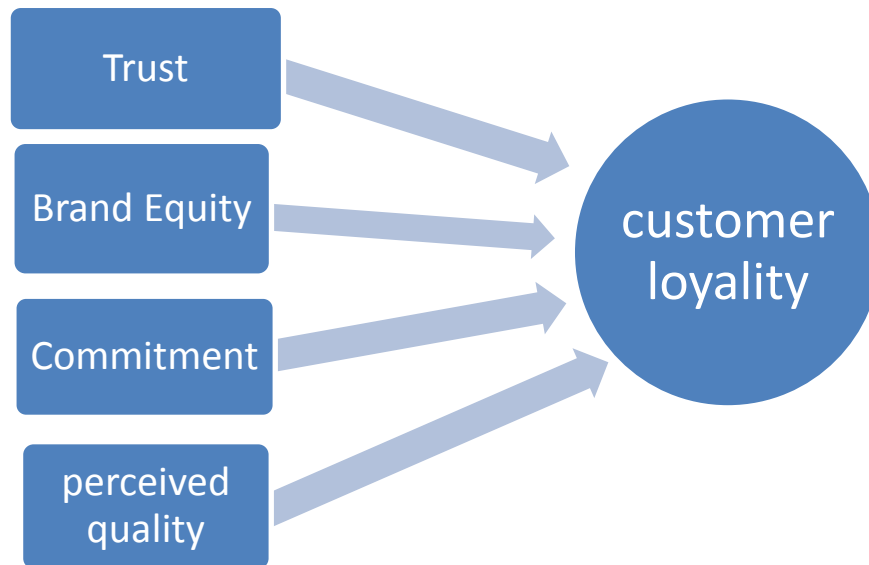 Trust
Brand Equity
Commitment
perceived
quality
customer
loyality